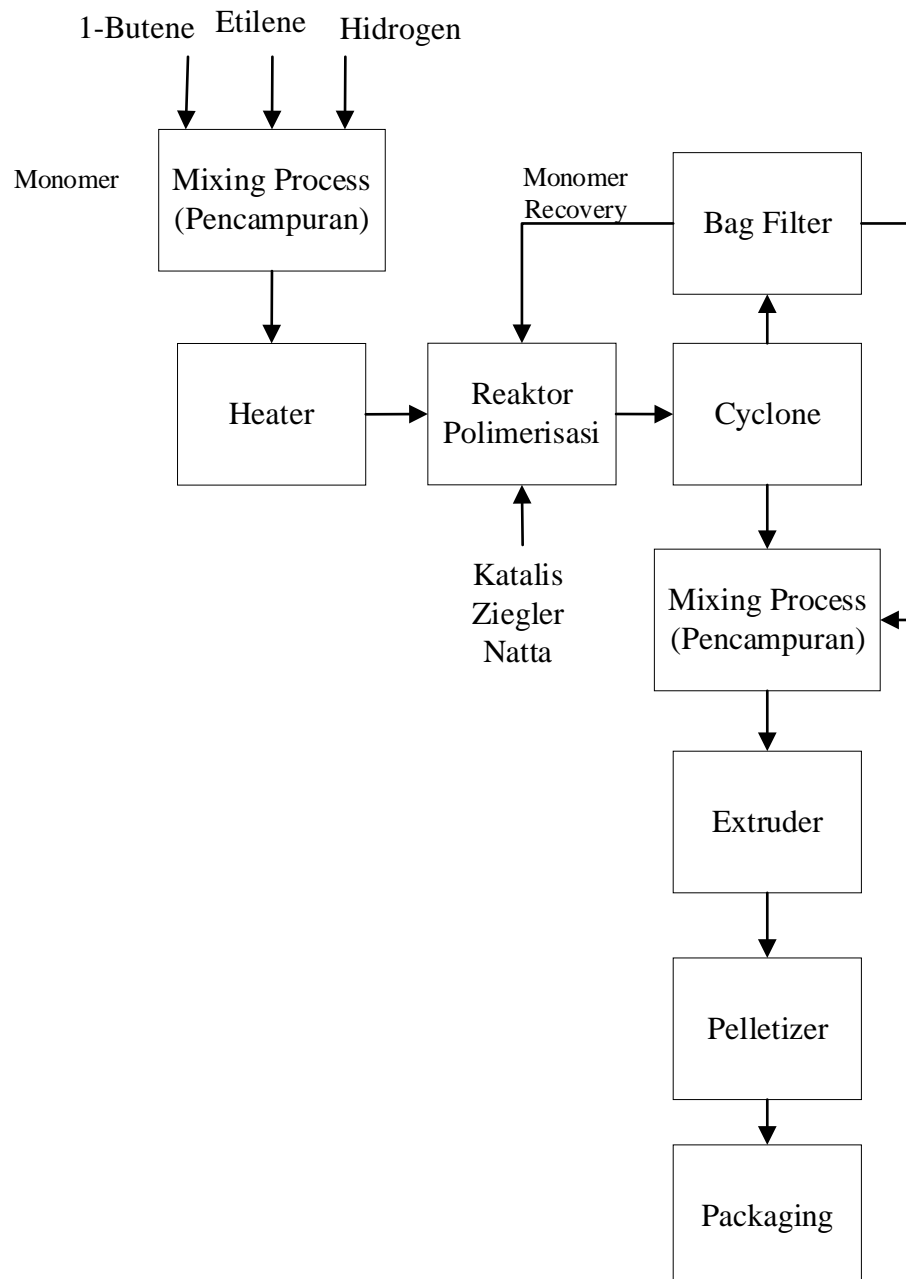 1-Butene
Etilene
Hidrogen
Monomer
Mixing Process
(Pencampuran)
Monomer
Recovery
Bag Filter
Heater
Reaktor
Polimerisasi
Cyclone
Katalis
Ziegler
Natta
Mixing Process
(Pencampuran)
Extruder
Pelletizer
Packaging